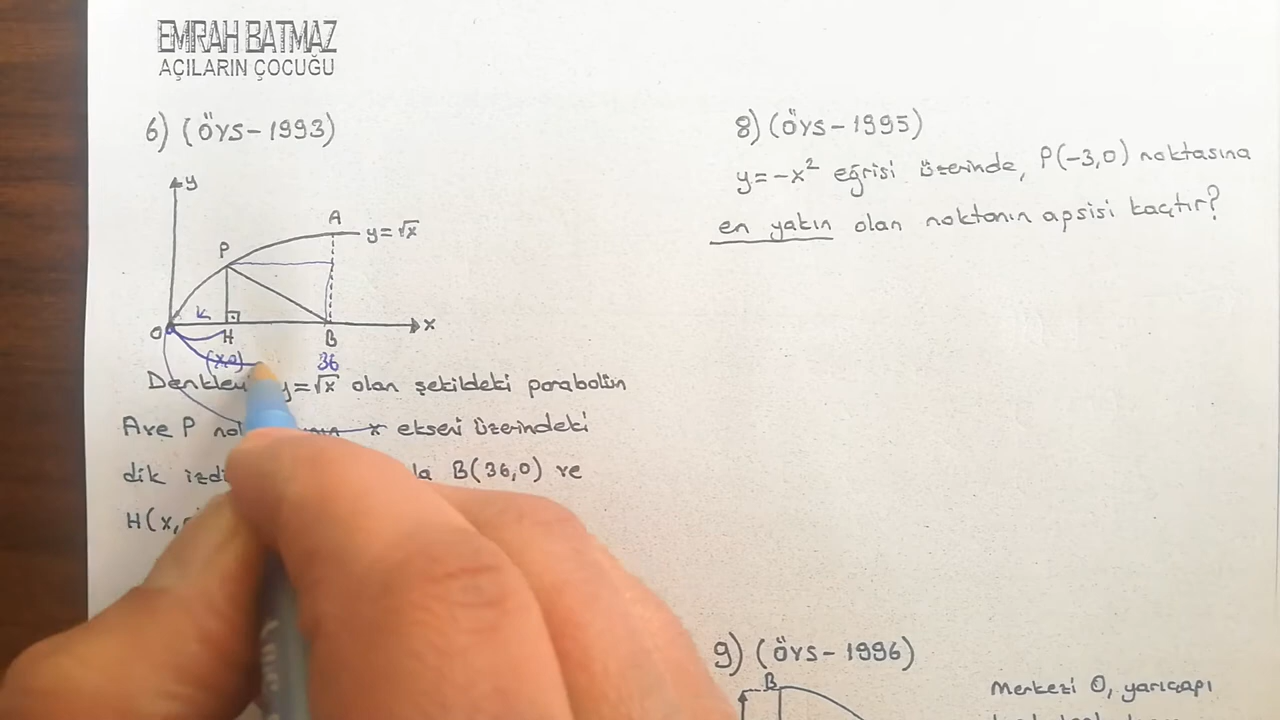 EMRAH BATMAZ
AÇILARIN ÇOCUĞU
6) (ÖYS-1993)
y
A
y=√x
P
K
O
H
B
x
(x,0)
36
y=√x olan şekildeki parabolün
A ve P
x ekseni üzerindeki
dik
B(36,0) ve
H(x,
8) (ÖYS-1995)
y=-x² eğrisi üzerinde, P(-3,0) noktasına
en yakın olan noktanın apsisi kaçtır?
9) (ÖYS-1996)
B
Merkezi O, yarıçapı